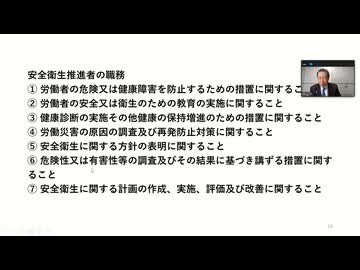 安全衛生推進者の職務
① 労働者の危険又は健康障害を防止するための措置に関すること
② 労働者の安全又は衛生のための教育の実施に関すること
③ 健康診断の実施その他健康の保持増進のための措置に関すること
④ 労働災害の原因の調査及び再発防止対策に関すること
⑤ 安全衛生に関する方針の表明に関すること
⑥ 危険性又は有害性等の調査及びその結果に基づき講ずる措置に関す
ること
⑦ 安全衛生に関する計画の作成、実施、評価及び改善に関すること